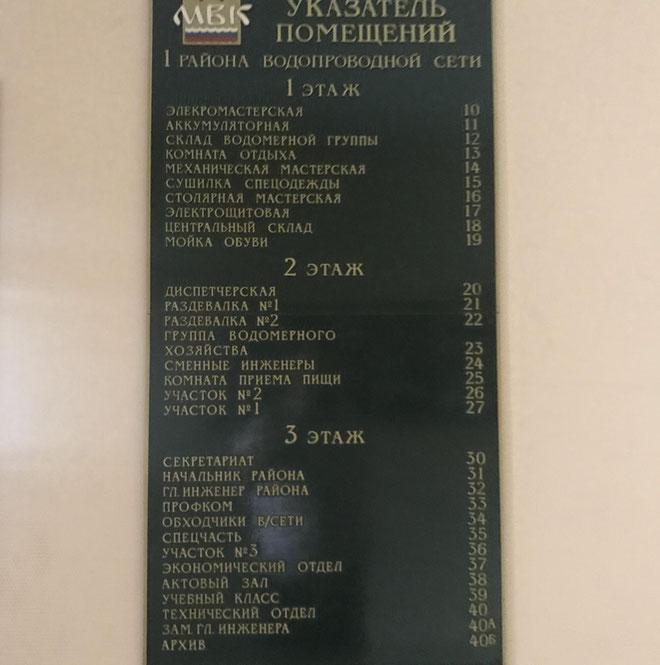 МВК
УКАЗАТЕЛЬ
ПОМЕЩЕНИЙ
1 РАЙОНА ВОДОПРОВОДНОЙ СЕТИ
1 ЭТАЖ
ЭЛЕКРОМАСТЕРСКАЯ 10
АККУМУЛЯТОРНАЯ 11
СКЛАД ВОДОМЕРНОЙ ГРУППЫ 12
КОМНАТА ОТДЫХА 13
МЕХАНИЧЕСКАЯ МАСТЕРСКАЯ 14
СУШИЛКА СПЕЦОДЕЖДЫ 15
СТОЛЯРНАЯ МАСТЕРСКАЯ 16
ЭЛЕКТРОЩИТОВАЯ 17
ЦЕНТРАЛЬНЫЙ СКЛАД 18
МОЙКА ОБУВИ 19
2 ЭТАЖ
ДИСПЕТЧЕРСКАЯ 20
РАЗДЕВАЛКА №1 21
РАЗДЕВАЛКА №2 22
ГРУППА ВОДОМЕРНОГО
ХОЗЯЙСТВА 23
СМЕННЫЕ ИНЖЕНЕРЫ 24
КОМНАТА ПРИЕМА ПИЩИ 25
УЧАСТОК №2 26
УЧАСТОК №1 27
3 ЭТАЖ
СЕКРЕТАРИАТ 30
НАЧАЛЬНИК РАЙОНА 31
ГЛ.ИНЖЕНЕР РАЙОНА 32
ПРОФКОМ 33
ОБХОДЧИКИ В/СЕТИ 34
СПЕЦЧАСТЬ 35
УЧАСТОК №3 36
ЭКОНОМИЧЕСКИЙ ОТДЕЛ 37
АКТОВЫЙ ЗАЛ 38
УЧЕБНЫЙ КЛАСС 39
ТЕХНИЧЕСКИЙ ОТДЕЛ 40
ЗАМ.ГЛ.ИНЖЕНЕРА 40А
АРХИВ 40Б